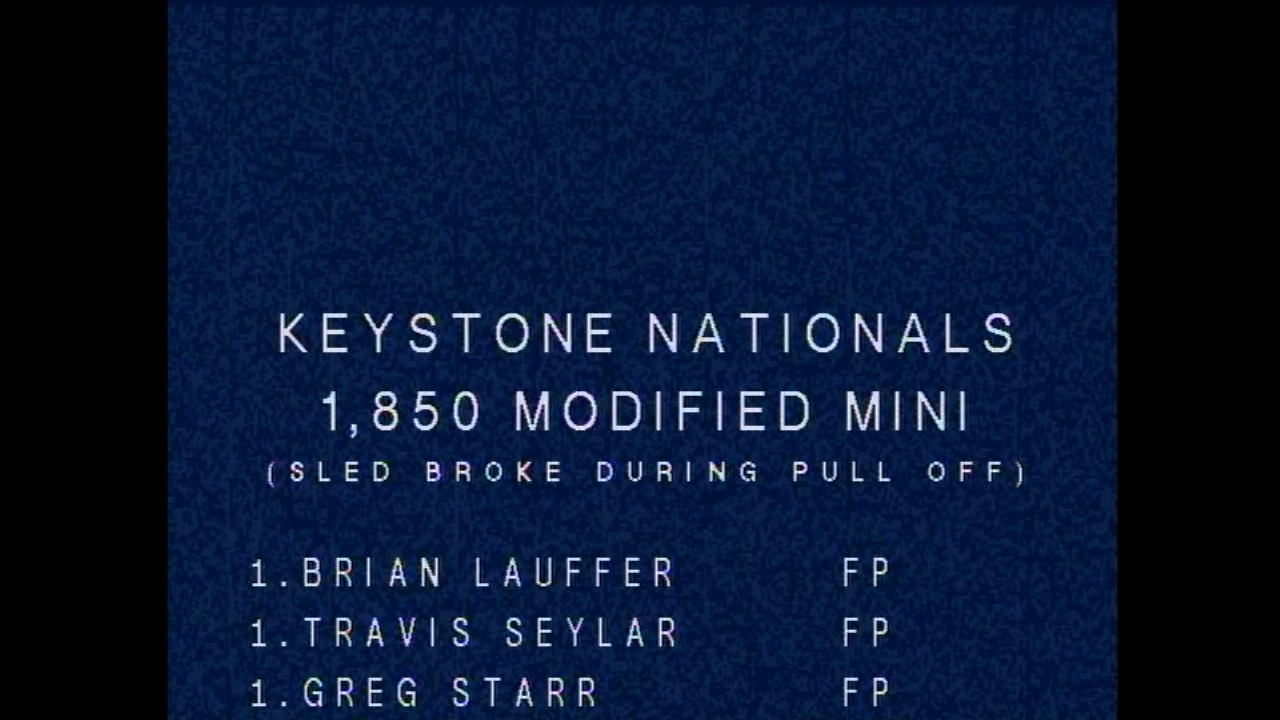 KEYSTONE NATIONALS
1,850 MODIFIED MINI
(SLED BROKE DURING PULL OFF)
1.BRIAN LAUFFER FP
1.TRAVIS SEYLAR FP
1.GREG STARR FP